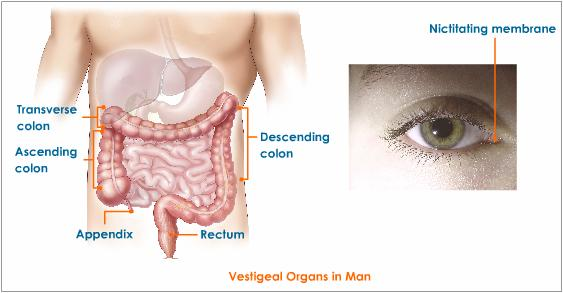 Nictitating membrane
Transverse
colon
Ascending
colon
Descending
colon
Appendix
Rectum
Vestigeal Organs in Man